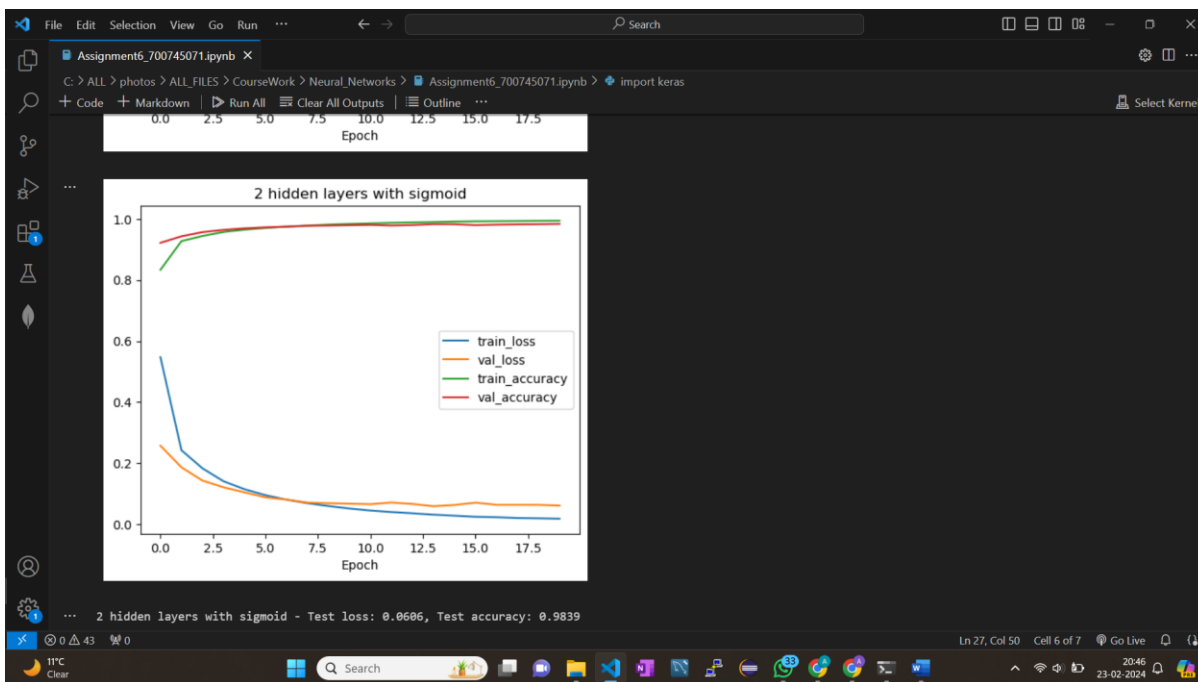 File Edit Selection View Go Run ··· ← → Search
Assignment6_700745071.ipynb ×
C: > ALL > photos > ALL_FILES > CourseWork > Neural_Networks > Assignment6_700745071.ipynb > import keras
+ Code + Markdown | Run All Clear All Outputs | Outline ··· Select Kerne
0.0 2.5 5.0 7.5 10.0 12.5 15.0 17.5
Epoch
2 hidden layers with sigmoid
1.0
0.8
0.6
0.4
0.2
0.0
train_loss
val_loss
train_accuracy
val_accuracy
0.0 2.5 5.0 7.5 10.0 12.5 15.0 17.5
Epoch
2 hidden layers with sigmoid - Test loss: 0.0606, Test accuracy: 0.9839
0 43 0 Ln 27, Col 50 Cell 6 of 7 Go Live
11°C
Clear
Search
33
20:46
23-02-2024